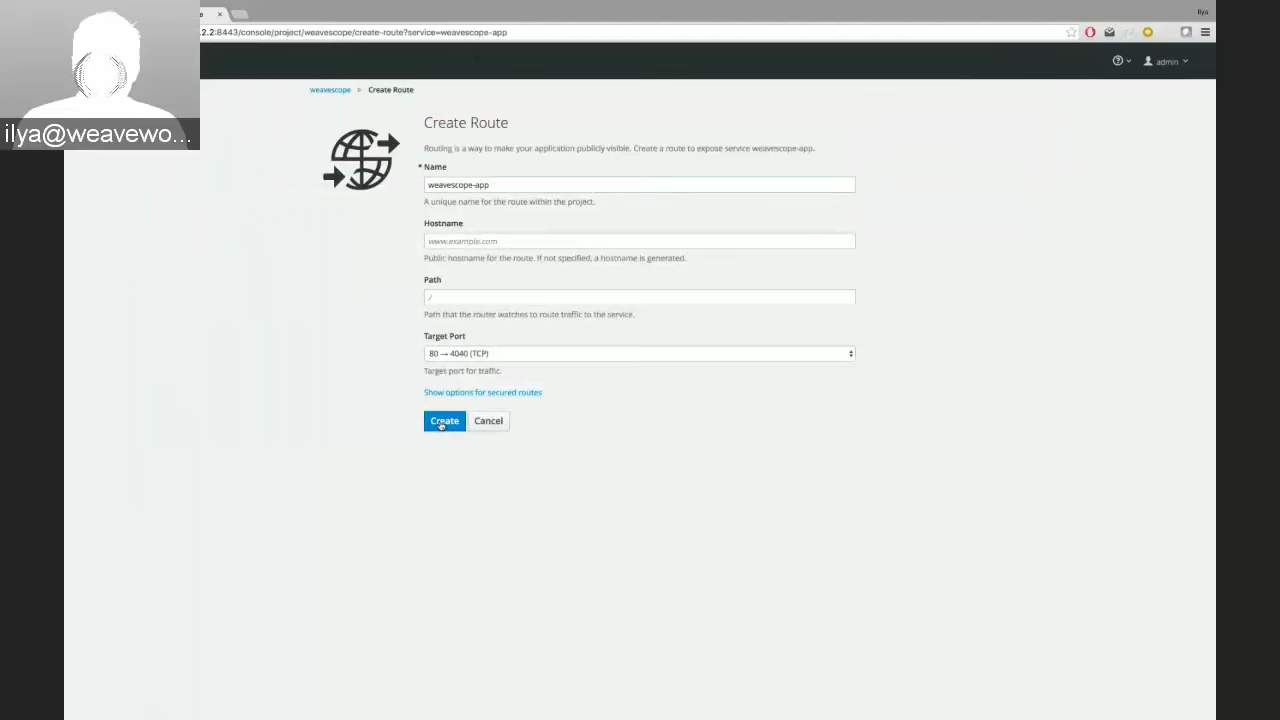 Ilya
.2.2:8443/console/project/weavescope/create-route?service=weavescope-app
admin
ilya@weavewo...
weavescope » Create Route
Create Route
Routing is a way to make your application publicly visible. Create a route to expose service weavescope-app.
* Name
weavescope-app
A unique name for the route within the project.
Hostname
www.example.com
Public hostname for the route. If not specified, a hostname is generated.
Path
/
Path that the router watches to route traffic to the service.
Target Port
80 → 4040 (TCP)
Target port for traffic.
Show options for secured routes
Create Cancel